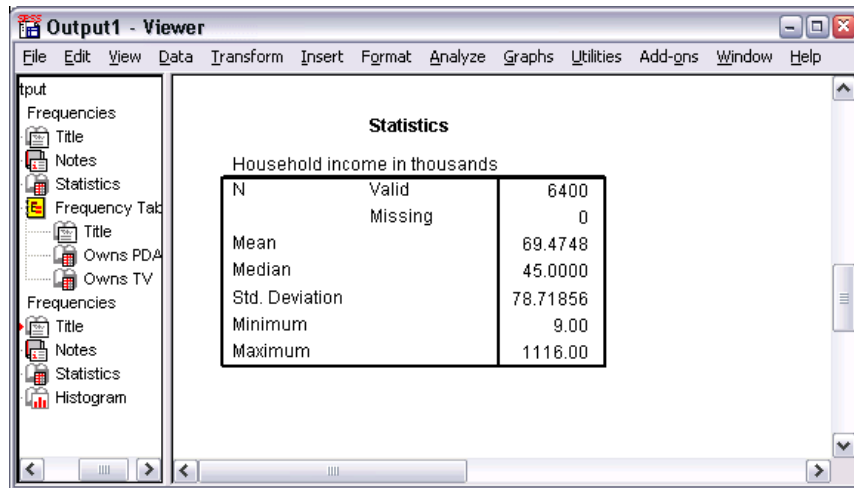 SPSS
Output1 - Viewer
File Edit View Data Transform Insert Format Analyze Graphs Utilities Add-ons Window Help
tput
Frequencies
Title
Notes
Statistics
Frequency Tab
Title
Owns PDA
Owns TV
Frequencies
Title
Notes
Statistics
Histogram
Statistics
Household income in thousands
N Valid 6400
Missing 0
Mean 69.4748
Median 45.0000
Std. Deviation 78.71856
Minimum 9.00
Maximum 1116.00